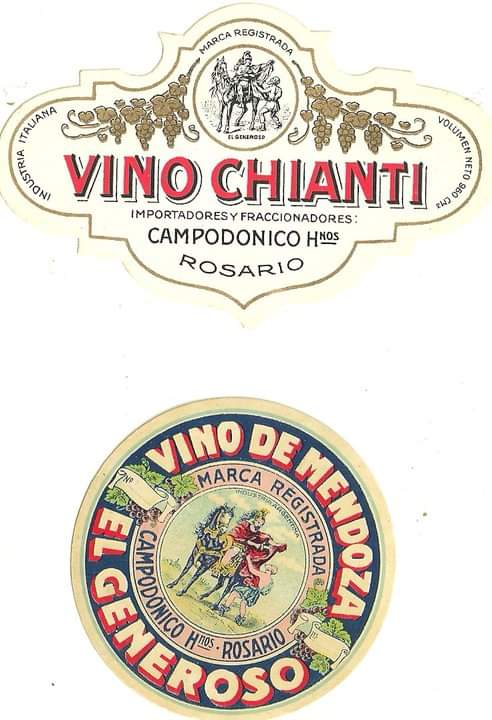 MARCA REGISTRADA
EL GENEROSO
INDUSTRIA ITALIANA
VOLUMEN NETO 960 CM3
VINO CHIANTI
IMPORTADORES Y FRACCIONADORES:
CAMPODONICO HNOS
ROSARIO
VINO DE MENDOZA
MARCA REGISTRADA
INDUSTRIA ARGENTINA
Nº
CAMPODONICO HNOS · ROSARIO
EL GENEROSO